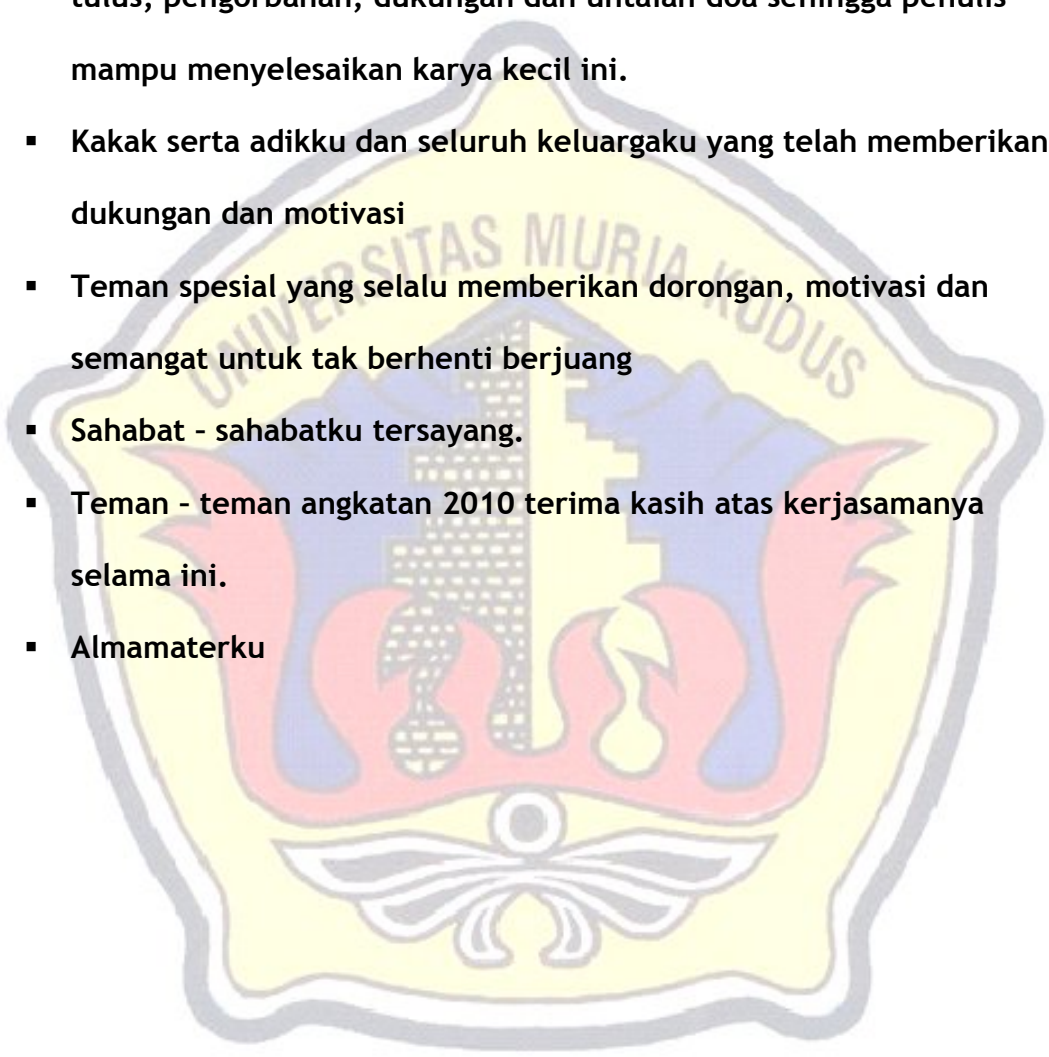 tulus, pengorbanan, dukungan dan untaian doa sehingga penulis
mampu menyelesaikan karya kecil ini.
▪ Kakak serta adikku dan seluruh keluargaku yang telah memberikan
dukungan dan motivasi
▪ Teman spesial yang selalu memberikan dorongan, motivasi dan
semangat untuk tak berhenti berjuang
▪ Sahabat – sahabatku tersayang.
▪ Teman – teman angkatan 2010 terima kasih atas kerjasamanya
selama ini.
▪ Almamaterku
UNIVERSITAS MURIA KUDUS